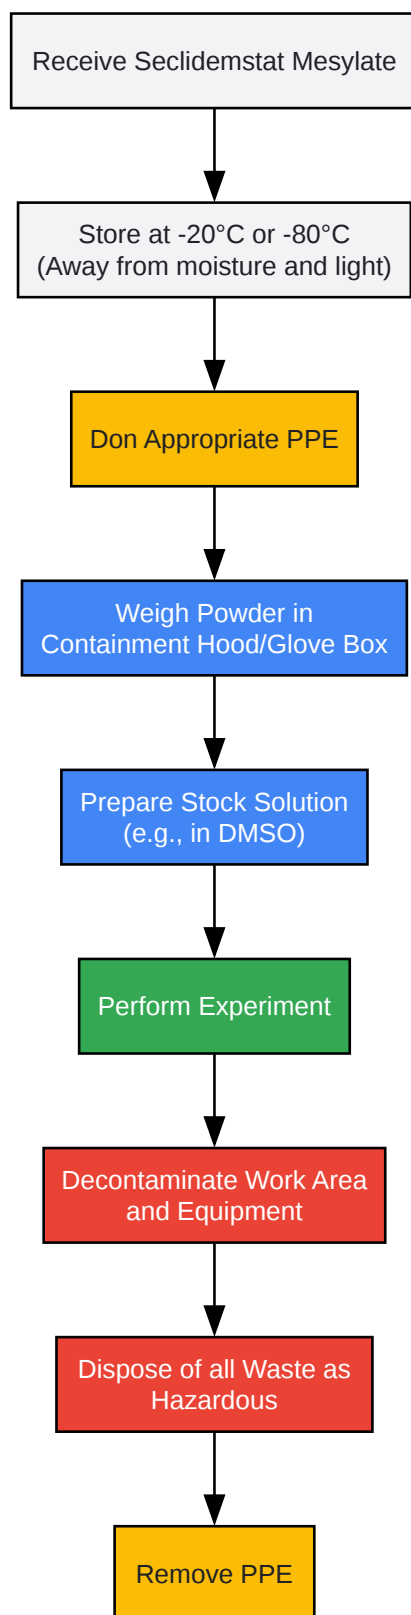 Receive Seclidemstat Mesylate
Store at -20°C or -80°C
(Away from moisture and light)
Don Appropriate PPE
Weigh Powder in
Containment Hood/Glove Box
Prepare Stock Solution
(e.g., in DMSO)
Perform Experiment
Decontaminate Work Area
and Equipment
Dispose of all Waste as
Hazardous
Remove PPE